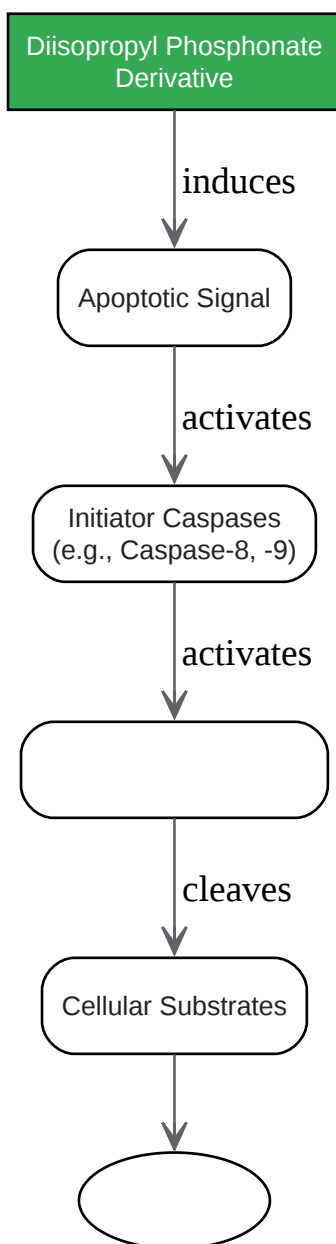 Diisopropyl Phosphonate
Derivative
induces
Apoptotic Signal
activates
Initiator Caspases
(e.g., Caspase-8, -9)
activates
cleaves
Cellular Substrates